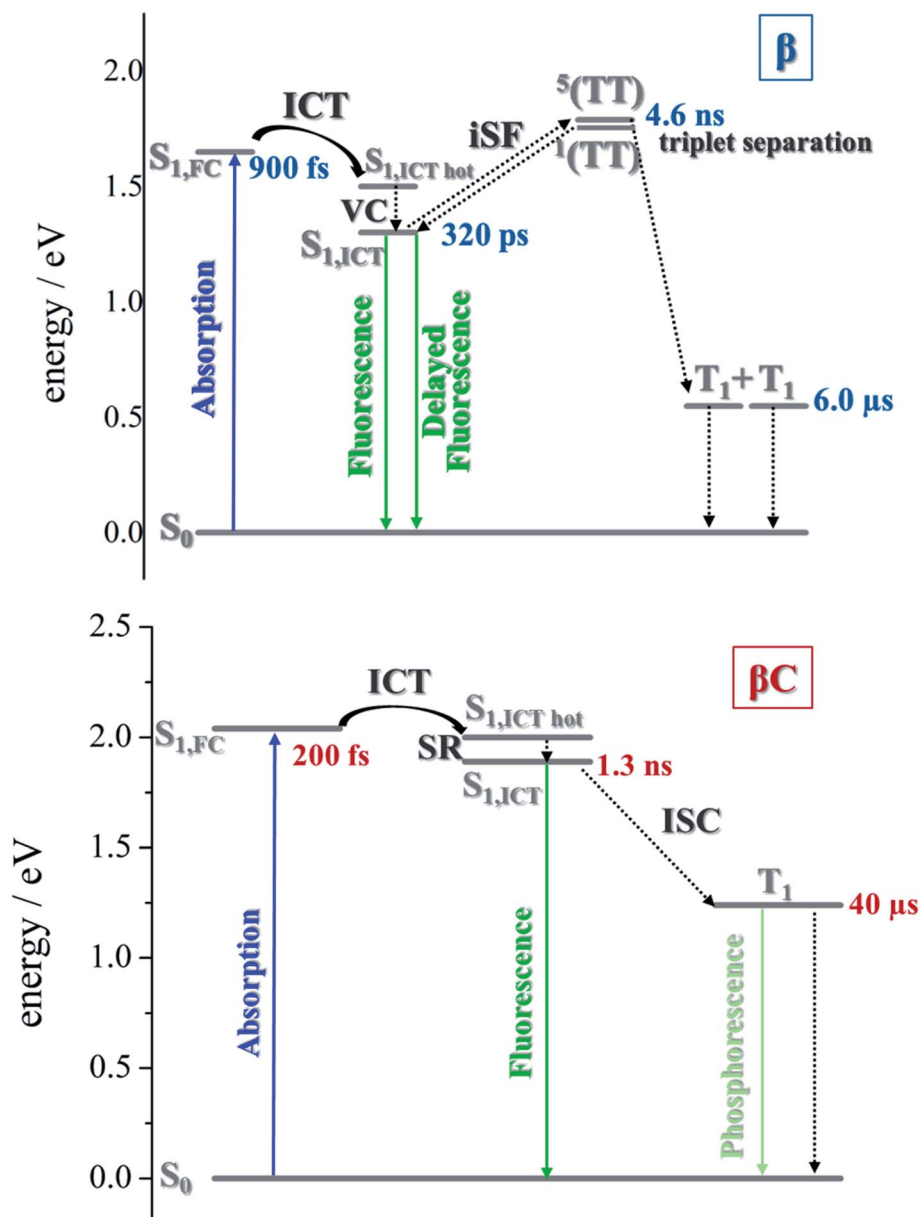 β
2.0
1.5
1.0
0.5
0.0
energy / eV
ICT
S1,FC
900 fs
S1,ICT hot
VC
S1,ICT
320 ps
iSF
5(TT)
1(TT)
4.6 ns
triplet separation
Absorption
Fluorescence
Delayed
Fluorescence
T1+T1
6.0 μs
S0
βC
2.5
2.0
1.5
1.0
0.5
0.0
energy / eV
ICT
S1,FC
200 fs
S1,ICT hot
SR
S1,ICT
1.3 ns
ISC
T1
40 μs
Absorption
Fluorescence
Phosphorescence
S0